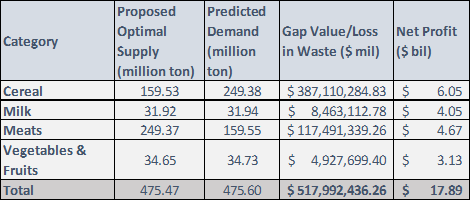 Category Proposed Optimal Supply (million ton) Predicted Demand (million ton) Gap Value/Loss in Waste ($ mil) Net Profit ($ bil)
Cereal 159.53 249.38 $ 387,110,284.83 $ 6.05
Milk 31.92 31.94 $ 8,463,112.78 $ 4.05
Meats 249.37 159.55 $ 117,491,339.26 $ 4.67
Vegetables & Fruits 34.65 34.73 $ 4,927,699.40 $ 3.13
Total 475.47 475.60 $ 517,992,436.26 $ 17.89